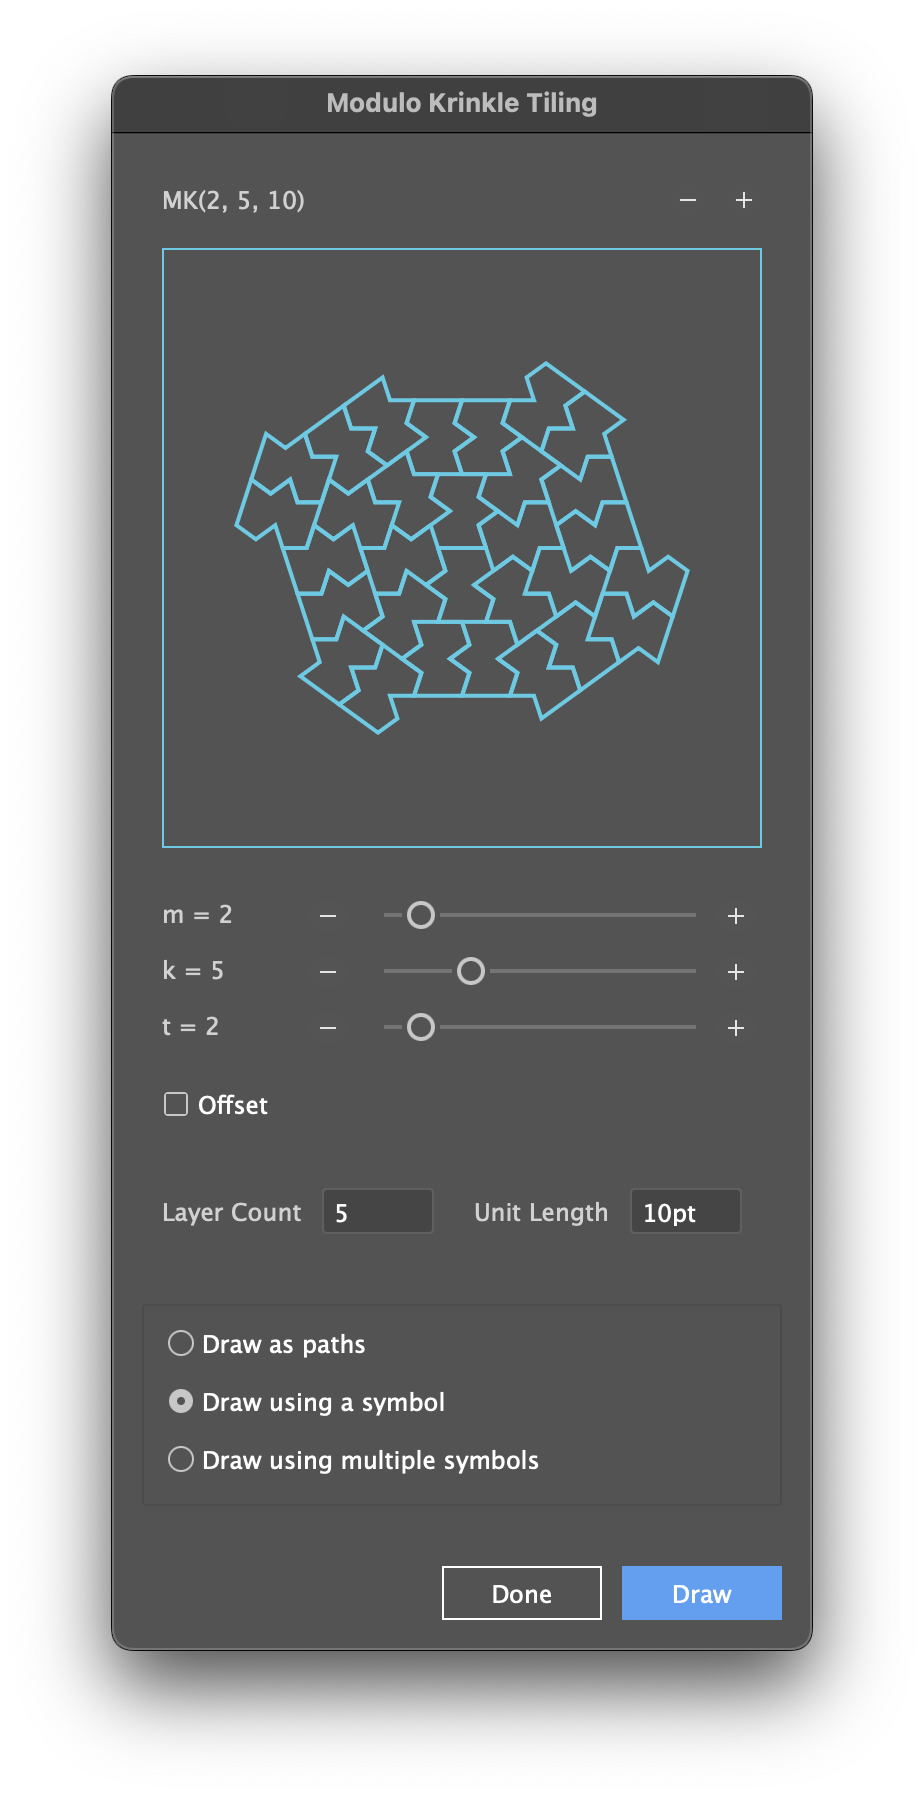 Modulo Krinkle Tiling
MK(2, 5, 10) − +
m = 2 − +
k = 5 − +
t = 2 − +
Offset
Layer Count 5 Unit Length 10pt
Draw as paths
Draw using a symbol
Draw using multiple symbols
Done Draw